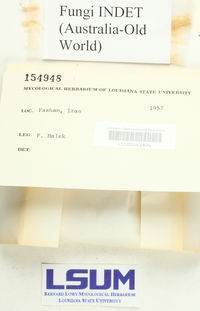 Fungi INDET
(Australia-Old
World)
154948
MYCOLOGICAL HERBARIUM OF LOUISIANA STATE UNIVERSITY
LOC. Fasham, Iran 1957
LEG. F. Malek
DET.
LSUM
BERNARD LOWY MYCOLOGICAL HERBARIUM
LOUISIANA STATE UNIVERSITY